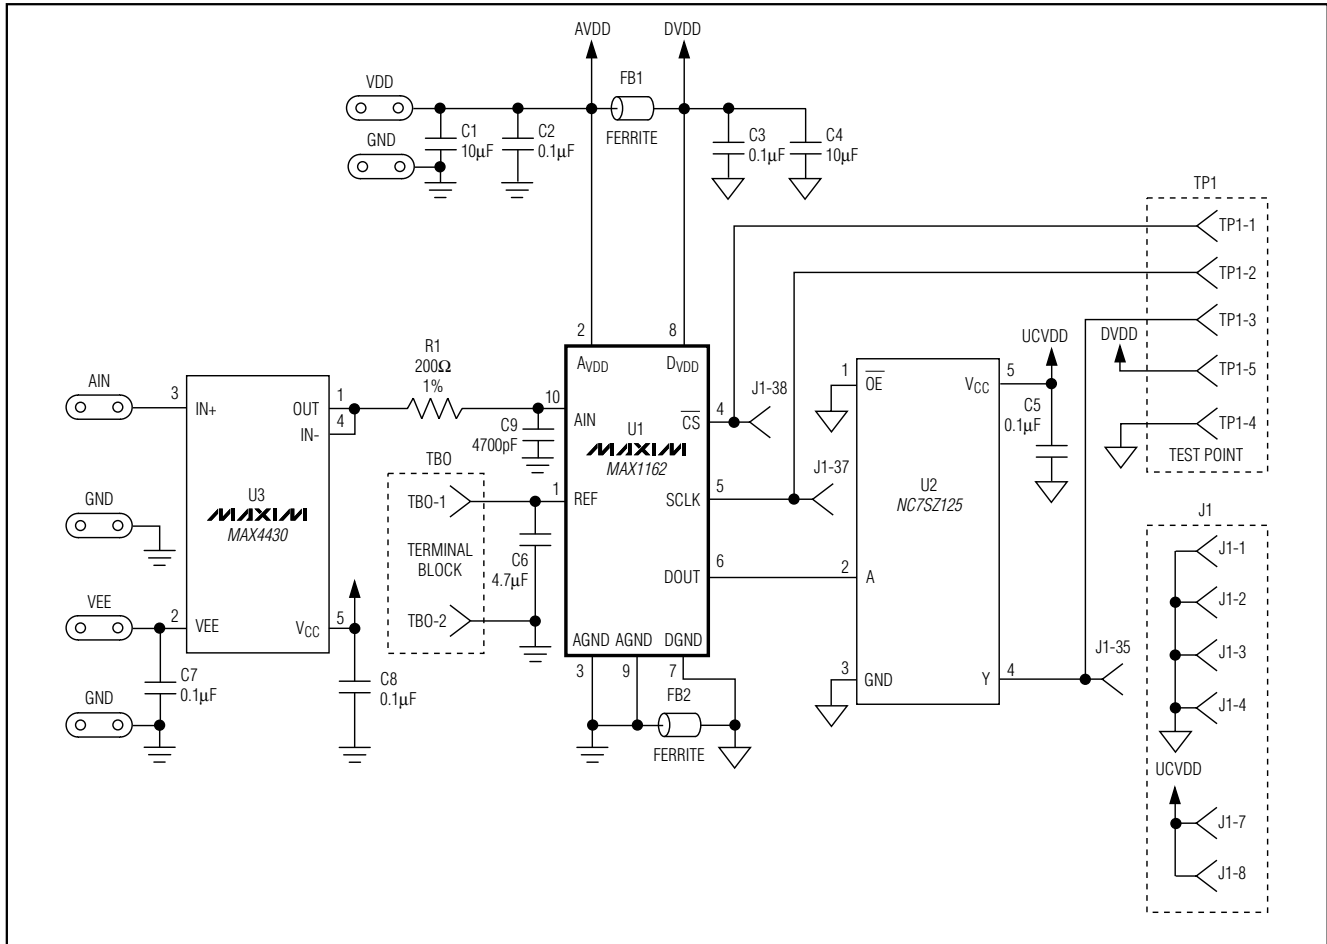 AVDD
DVDD
VDD
FB1
FERRITE
GND
C1
10µF
C2
0.1µF
C3
0.1µF
C4
10µF
TP1
TP1-1
TP1-2
TP1-3
DVDD
TP1-5
TP1-4
TEST POINT
2
8
AVDD
DVDD
R1
200Ω
1%
AIN
3
IN+
OUT
1
IN-
4
C9
4700pF
10
AIN
U1
MAXIM
MAX1162
CS
4
J1-38
1
OE
UCVDD
VCC
5
C5
0.1µF
GND
U3
MAXIM
MAX4430
TBO
TBO-1
TERMINAL
BLOCK
TBO-2
1
REF
C6
4.7µF
SCLK
5
J1-37
U2
NC7SZ125
DOUT
6
2
A
VEE
2
VEE
VCC
5
C7
0.1µF
C8
0.1µF
GND
AGND
AGND
DGND
3
9
7
FB2
FERRITE
3
GND
Y
4
J1-35
J1
J1-1
J1-2
J1-3
J1-4
UCVDD
J1-7
J1-8